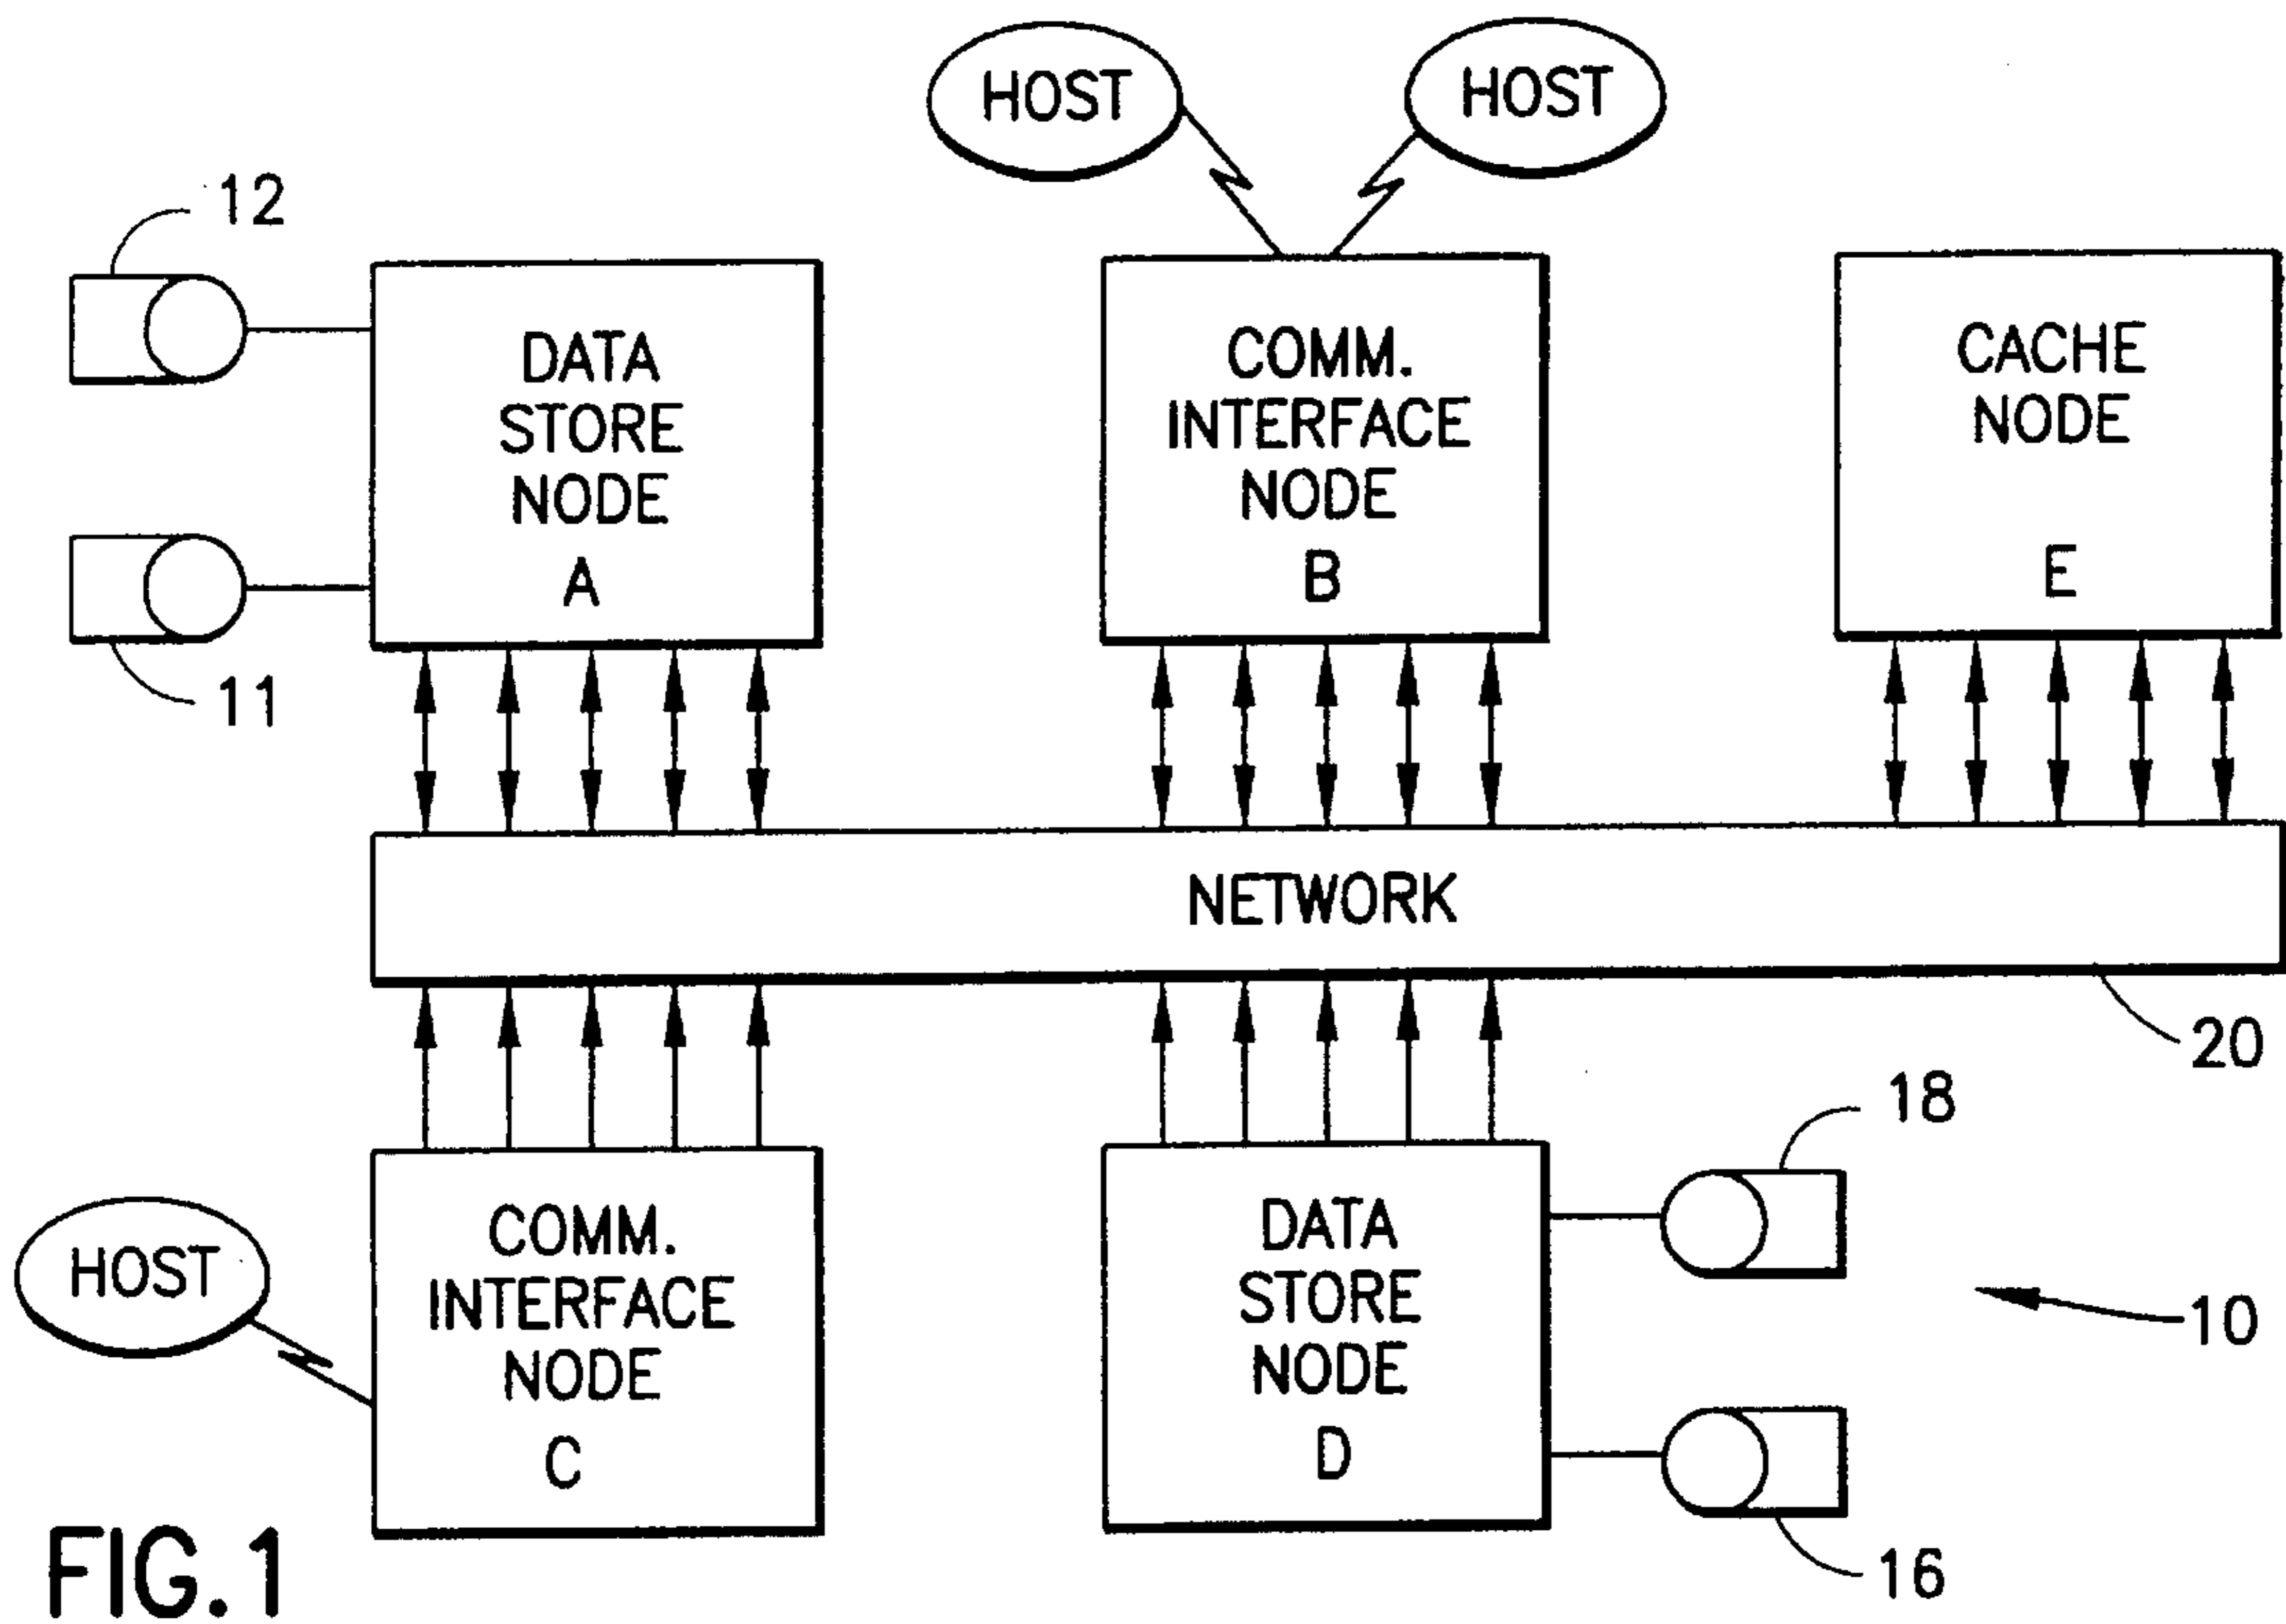 HOST
HOST
12
DATA
STORE
NODE
A
COMM.
INTERFACE
NODE
B
CACHE
NODE
E
11
NETWORK
20
18
HOST
COMM.
INTERFACE
NODE
C
DATA
STORE
NODE
D
10
16
FIG.1